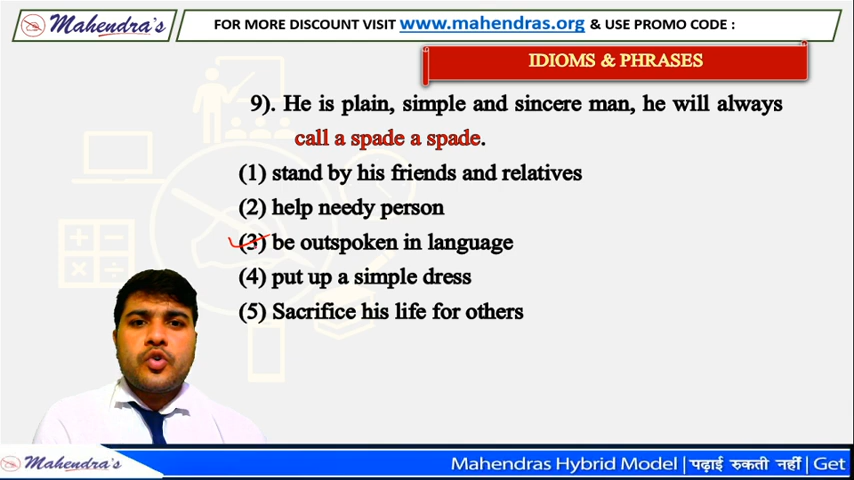 Mahendra's
FOR MORE DISCOUNT VISIT www.mahendras.org & USE PROMO CODE :
IDIOMS & PHRASES
9). He is plain, simple and sincere man, he will always
call a spade a spade.
(1) stand by his friends and relatives
(2) help needy person
(3) be outspoken in language
(4) put up a simple dress
(5) Sacrifice his life for others
Mahendra's
Mahendras Hybrid Model | पढ़ाई रुकती नहीं | Get